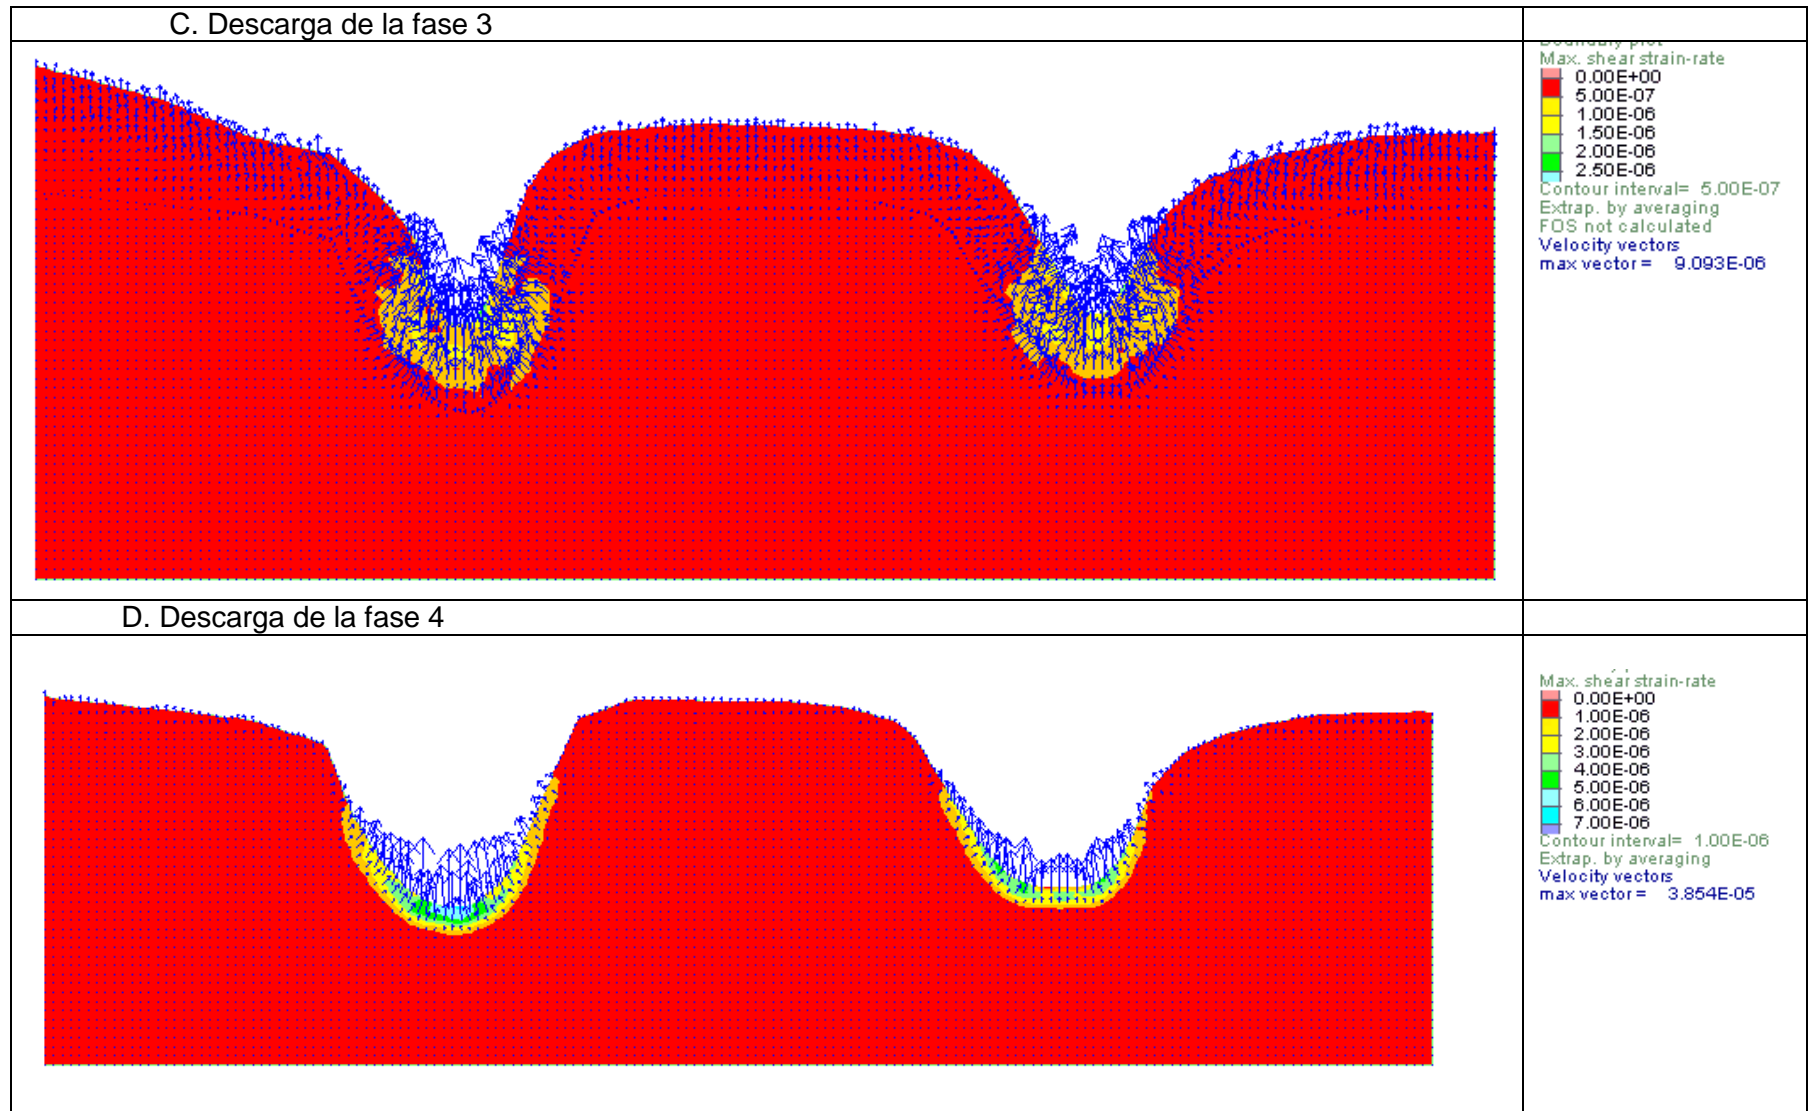 C. Descarga de la fase 3
Boundary plot
Max. shear strain-rate
0.00E+00
5.00E-07
1.00E-06
1.50E-06
2.00E-06
2.50E-06
Contour interval= 5.00E-07
Extrap. by averaging
FOS not calculated
Velocity vectors
max vector = 9.093E-06
D. Descarga de la fase 4
Max. shear strain-rate
0.00E+00
1.00E-06
2.00E-06
3.00E-06
4.00E-06
5.00E-06
6.00E-06
7.00E-06
Contour interval= 1.00E-06
Extrap. by averaging
Velocity vectors
max vector = 3.854E-05